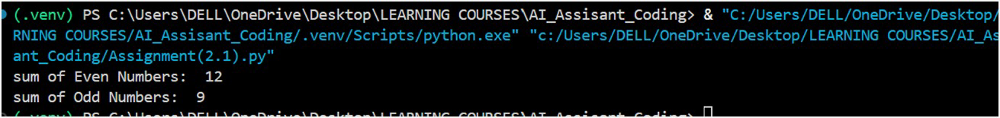 (.venv) PS C:\Users\DELL\OneDrive\Desktop\LEARNING COURSES\AI_Assisant_Coding> & "C:/Users/DELL/OneDrive/Desktop/
RNING COURSES/AI_Assisant_Coding/.venv/Scripts/python.exe" "c:/Users/DELL/OneDrive/Desktop/LEARNING COURSES/AI_As
ant_Coding/Assignment(2.1).py"
sum of Even Numbers:  12
sum of Odd Numbers:  9
(.venv) PS C:\Users\DELL\OneDrive\Desktop\LEARNING COURSES\AI_Assisant_Coding>